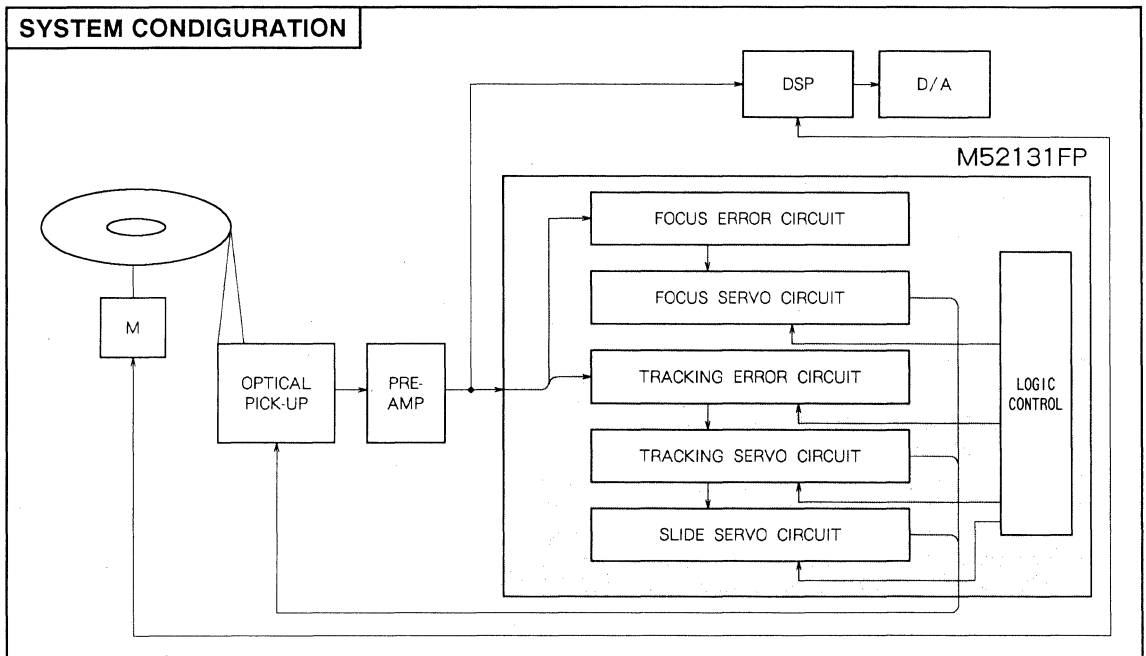 SYSTEM CONDIGURATION
DSP
D/A
M52131FP
FOCUS ERROR CIRCUIT
FOCUS SERVO CIRCUIT
M
OPTICAL
PICK-UP
PRE-
AMP
TRACKING ERROR CIRCUIT
LOGIC
CONTROL
TRACKING SERVO CIRCUIT
SLIDE SERVO CIRCUIT